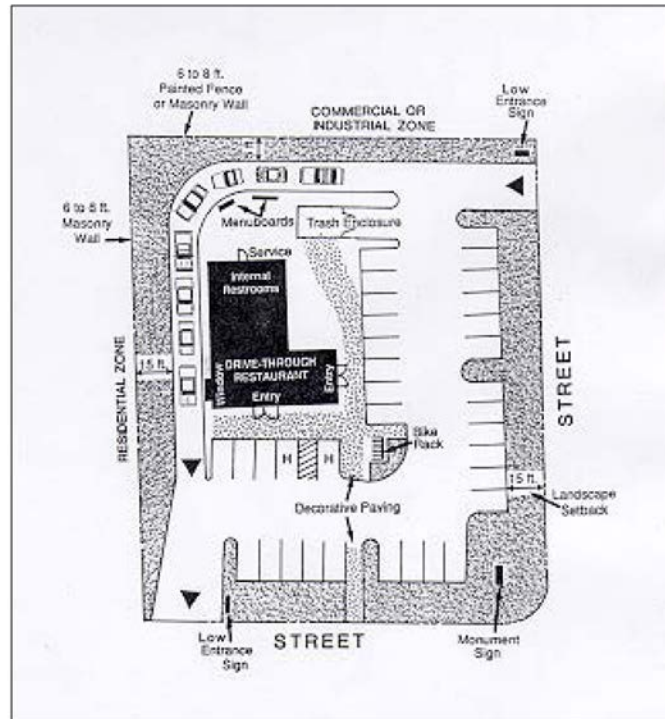 6 to 8 ft.
Painted Fence
or Masonry Wall
COMMERCIAL OR
INDUSTRIAL ZONE
Low
Entrance
Sign
5 ft.
6 to 8 ft.
Masonry
Wall
Menuboards
Trash Enclosure
Service
Internal
Restrooms
RESIDENTIAL ZONE
15 ft.
Window
DRIVE-THROUGH
RESTAURANT
Entry
Entry
STREET
Bike
Rack
H
H
15 ft.
Landscape
Setback
Decorative Paving
Low
Entrance
Sign
STREET
Monument
Sign